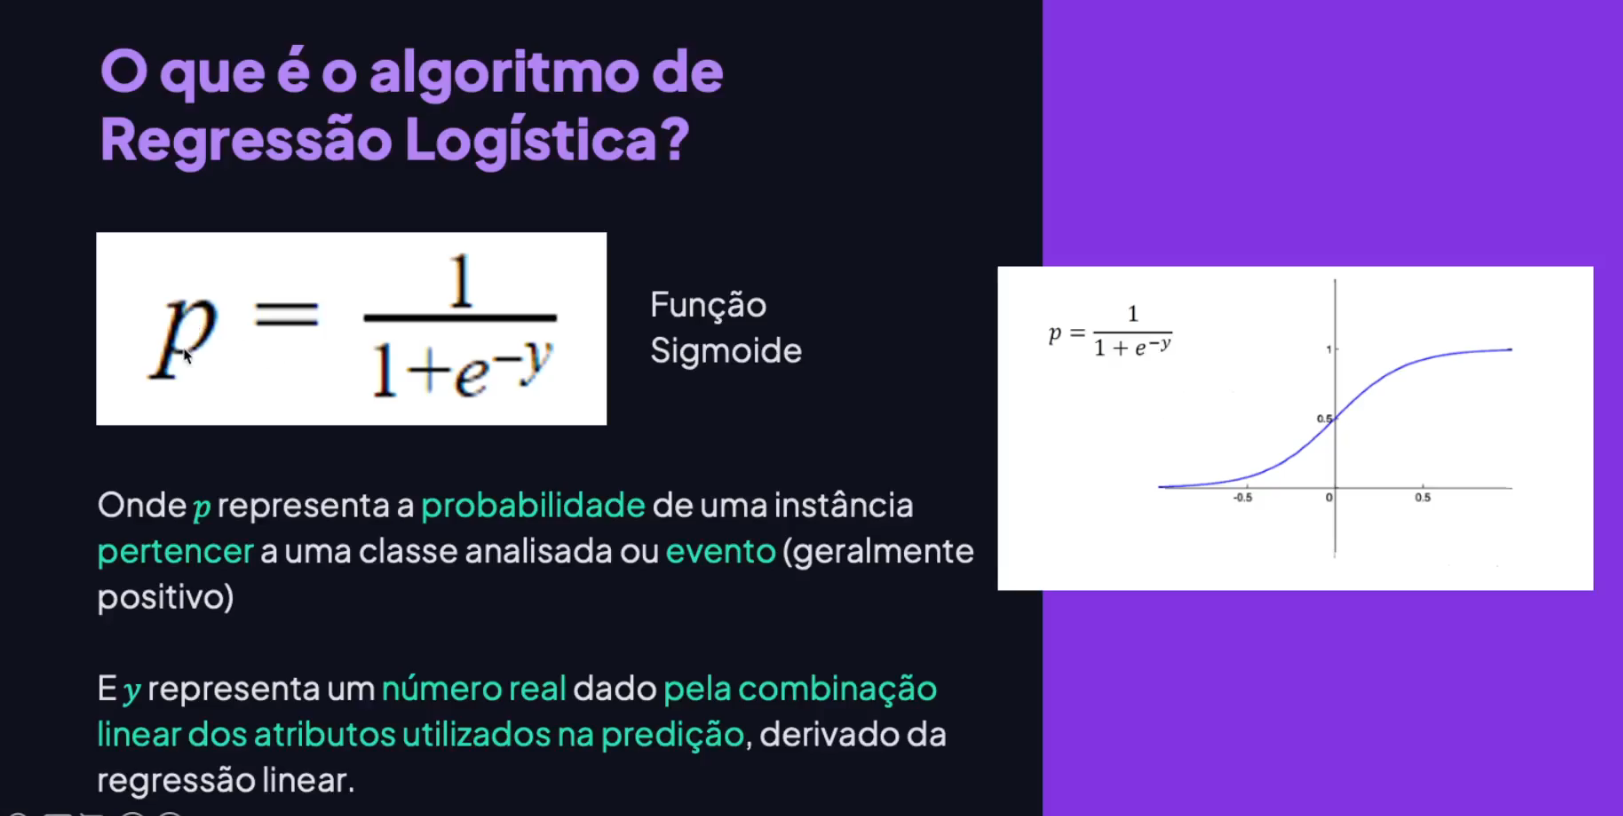 O que é o algoritmo de
Regressão Logística?
p = 1 / (1+e^−y)
Função
Sigmoide
Onde p representa a probabilidade de uma instância
pertencer a uma classe analisada ou evento (geralmente
positivo)
E y representa um número real dado pela combinação
linear dos atributos utilizados na predição, derivado da
regressão linear.
p = 1 / (1 + e^−y)
1
0.5
-0.5
0
0.5